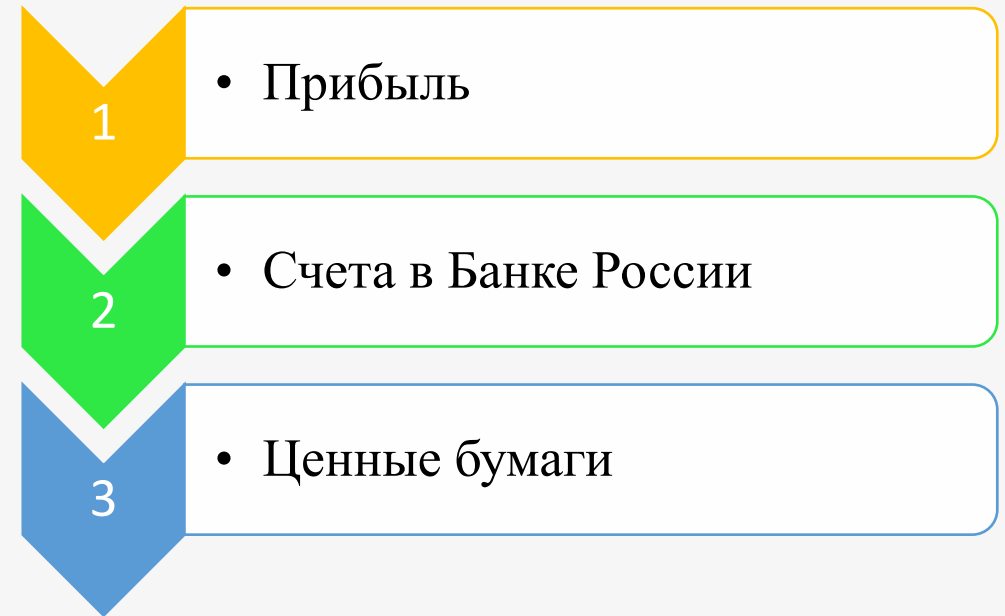 1
• Прибыль
2
• Счета в Банке России
3
• Ценные бумаги